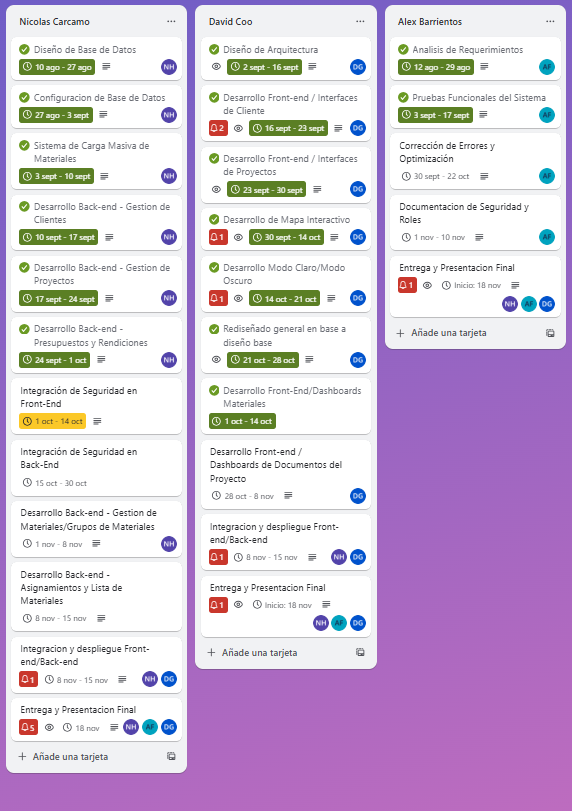 Nicolas Carcamo
Diseño de Base de Datos
10 ago - 27 ago
NH
Configuracion de Base de Datos
27 ago - 3 sept
NH
Sistema de Carga Masiva de
Materiales
3 sept - 10 sept
NH
Desarrollo Back-end - Gestion de
Clientes
10 sept - 17 sept
NH
Desarrollo Back-end - Gestion de
Proyectos
17 sept - 24 sept
NH
Desarrollo Back-end -
Presupuestos y Rendiciones
24 sept - 1 oct
NH
Integración de Seguridad en
Front-End
1 oct - 14 oct
Integración de Seguridad en
Back-End
15 oct - 30 oct
Desarrollo Back-end - Gestion de
Materiales/Grupos de Materiales
1 nov - 8 nov
NH
Desarrollo Back-end -
Asignamientos y Lista de
Materiales
8 nov - 15 nov
Integracion y despliegue Front-
end/Back-end
1 8 nov - 15 nov NH DG
Entrega y Presentacion Final
5 18 nov NH AF DG
Añade una tarjeta
David Coo
Diseño de Arquitectura
2 sept - 16 sept
DG
Desarrollo Front-end / Interfaces
de Cliente
2 16 sept - 23 sept DG
Desarrollo Front-end / Interfaces
de Proyectos
23 sept - 30 sept
DG
Desarrollo de Mapa Interactivo
1 30 sept - 14 oct DG
Desarrollo Modo Claro/Modo
Oscuro
1 14 oct - 21 oct DG
Rediseñado general en base a
diseño base
21 oct - 28 oct
DG
Desarrollo Front-End/Dashboards
Materiales
1 oct - 14 oct
Desarrollo Front-end /
Dashboards de Documentos del
Proyecto
28 oct - 8 nov
DG
Integracion y despliegue Front-
end/Back-end
1 8 nov - 15 nov NH DG
Entrega y Presentacion Final
1 Inicio: 18 nov
NH AF DG
Añade una tarjeta
Alex Barrientos
Analisis de Requerimientos
12 ago - 29 ago
AF
Pruebas Funcionales del Sistema
3 sept - 17 sept
AF
Corrección de Errores y
Optimización
30 sept - 22 oct
AF
Documentacion de Seguridad y
Roles
1 nov - 10 nov
AF
Entrega y Presentacion Final
1 Inicio: 18 nov
NH AF DG
Añade una tarjeta